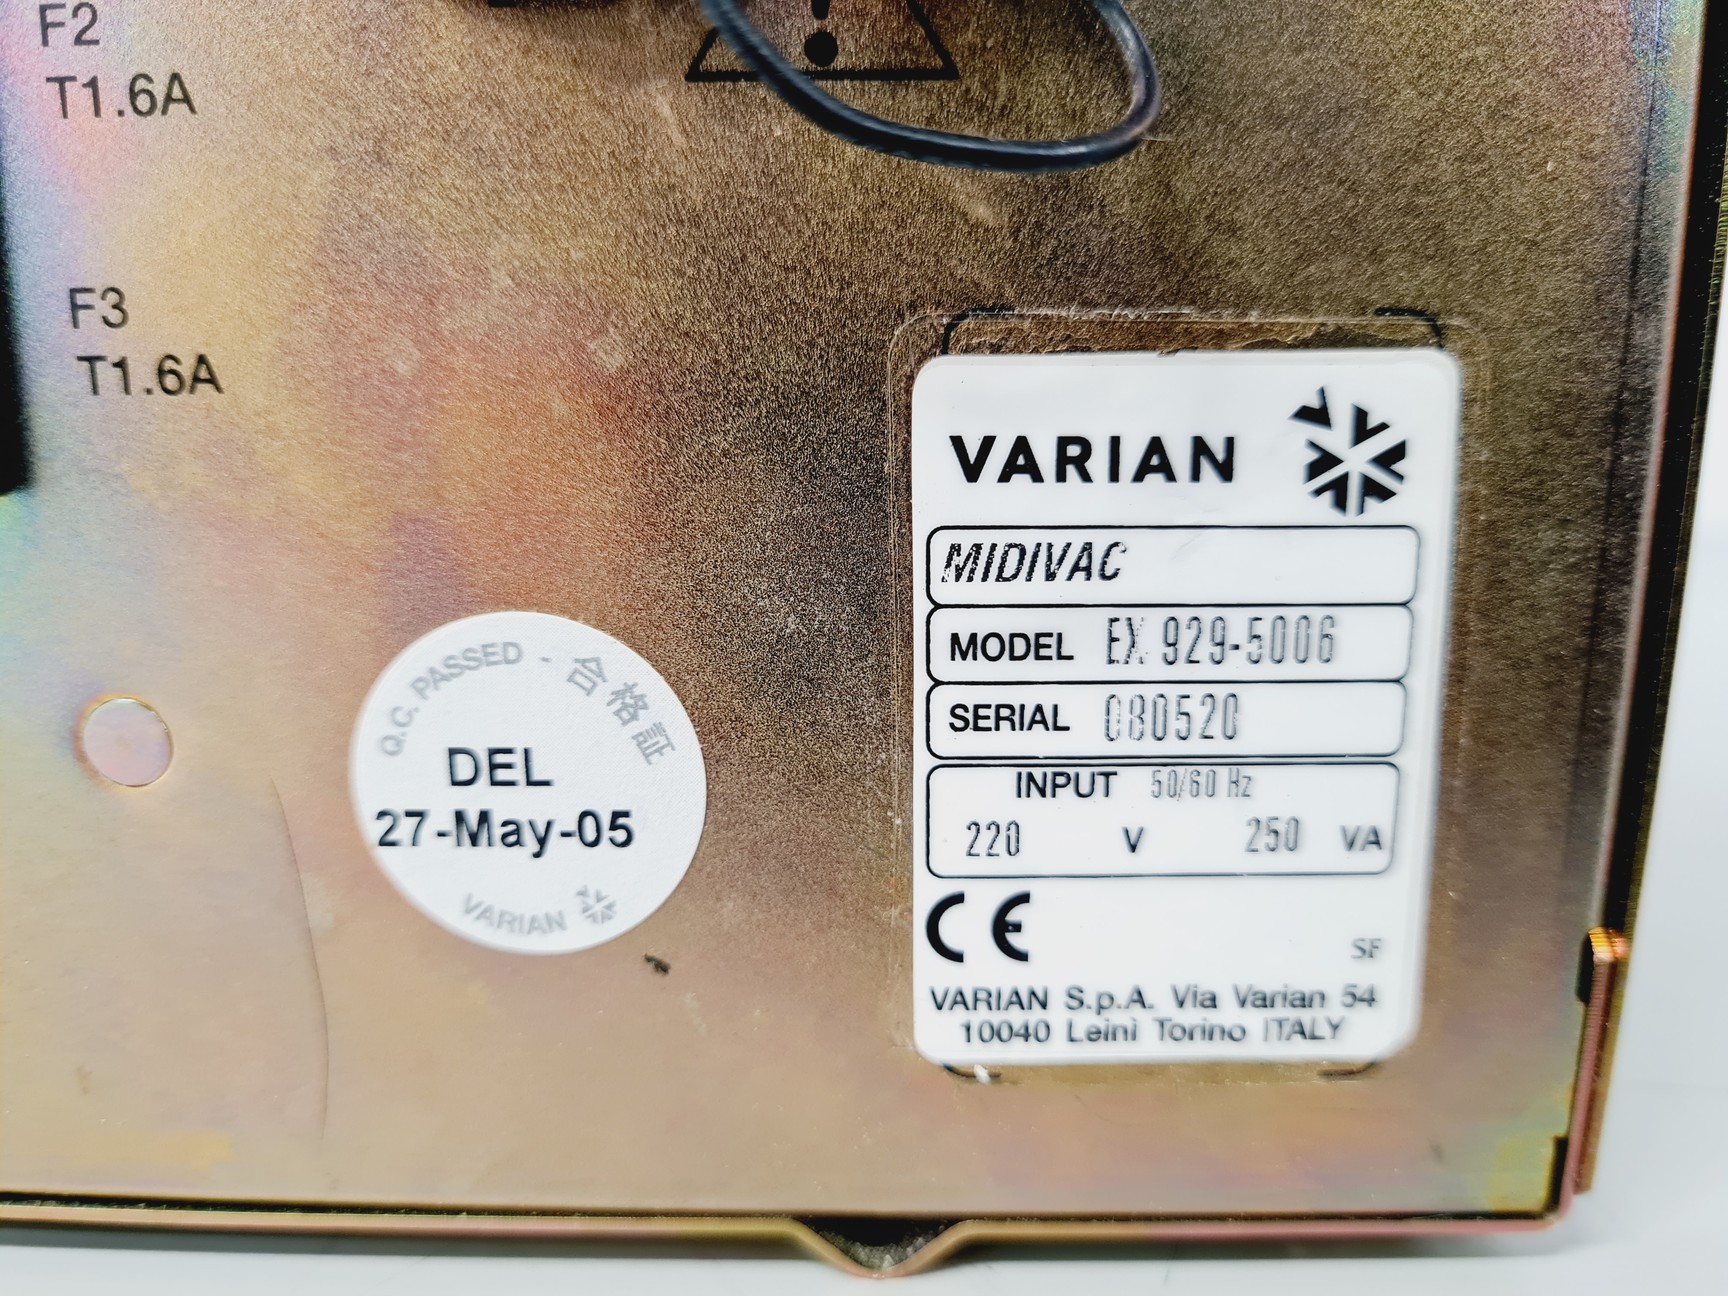 F2
T1.6A
F3
T1.6A
Q.C. PASSED - 合格証
DEL
27-May-05
VARIAN
VARIAN
MIDIVAC
MODEL EX 929-5006
SERIAL 080520
INPUT 50/60 Hz
220 V 250 VA
CE
SF
VARIAN S.p.A. Via Varian 54
10040 Leinì Torino ITALY